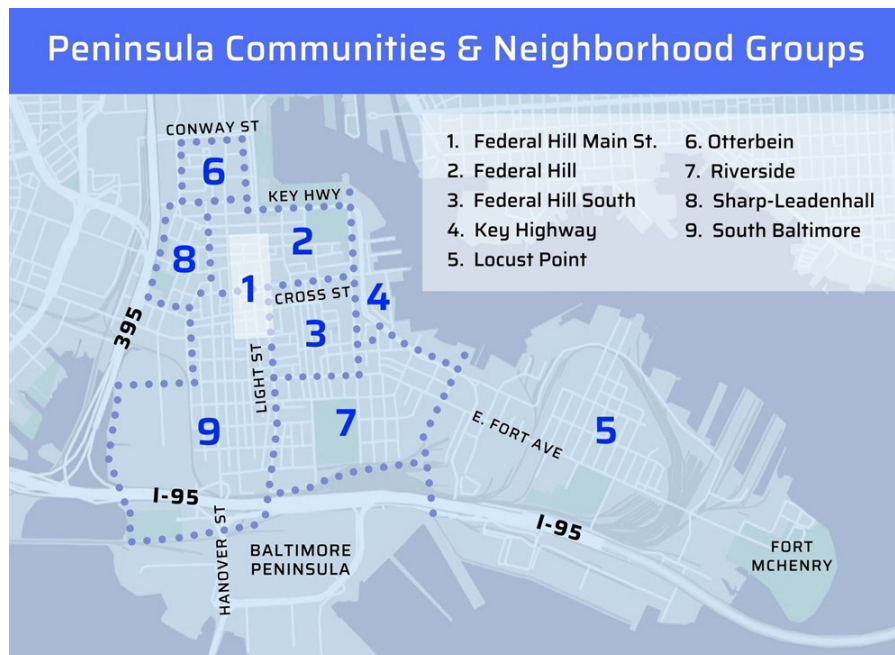 Peninsula Communities & Neighborhood Groups
CONWAY ST
6
KEY HWY
1. Federal Hill Main St.
2. Federal Hill
3. Federal Hill South
4. Key Highway
5. Locust Point
6. Otterbein
7. Riverside
8. Sharp-Leadenhall
9. South Baltimore
2
8
1
CROSS ST
4
3
395
LIGHT ST
7
9
E. FORT AVE
5
I-95
HANOVER ST
I-95
BALTIMORE
PENINSULA
FORT
MCHENRY